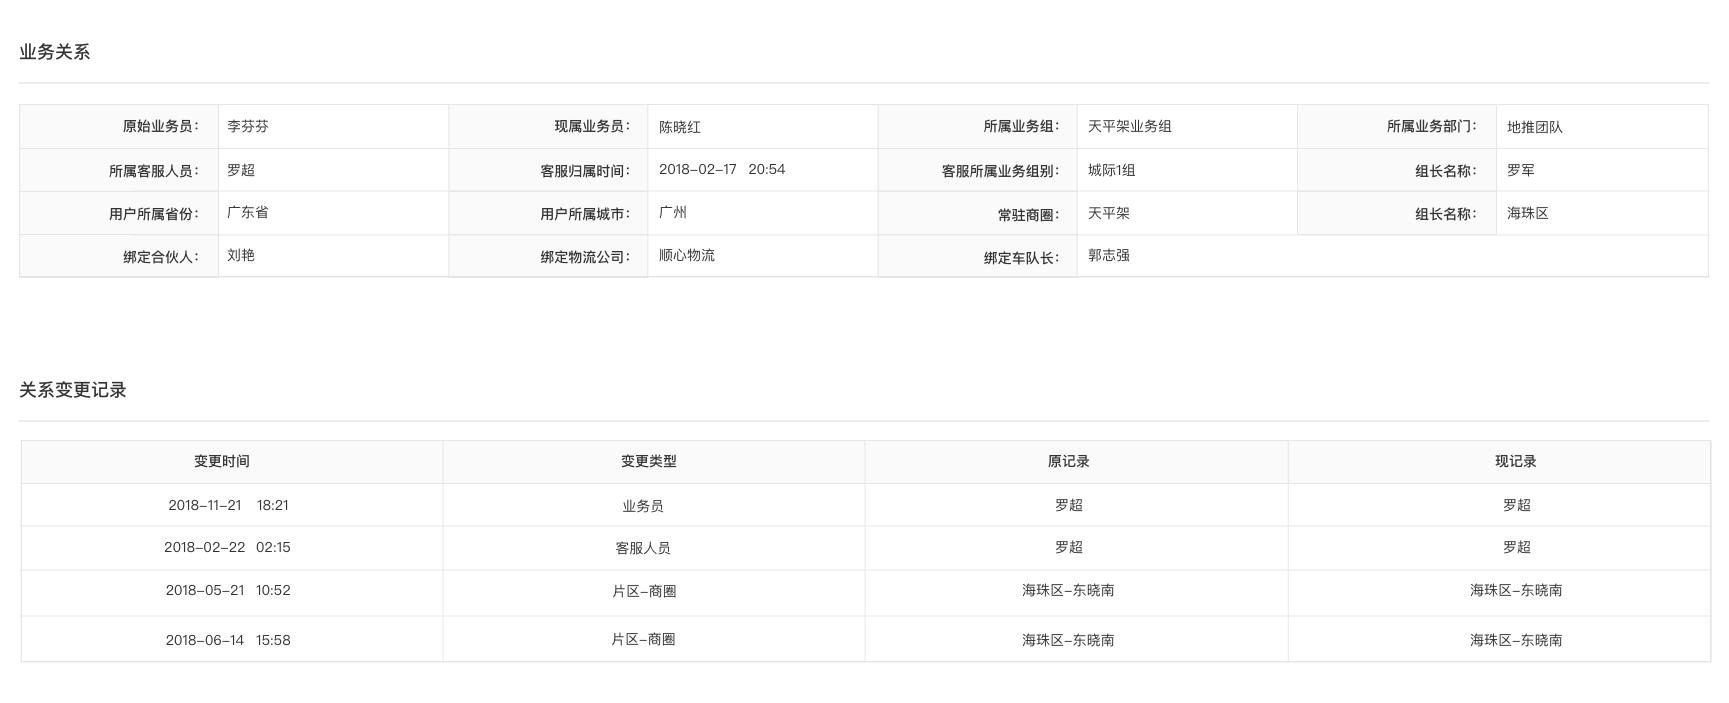 业务关系
原始业务员： 李芬芬 现属业务员： 陈晓红 所属业务组： 天平架业务组 所属业务部门： 地推团队
所属客服人员： 罗超 客服归属时间： 2018-02-17 20:54 客服所属业务组别： 城际1组 组长名称： 罗军
用户所属省份： 广东省 用户所属城市： 广州 常驻商圈： 天平架 组长名称： 海珠区
绑定合伙人： 刘艳 绑定物流公司： 顺心物流 绑定车队长： 郭志强
关系变更记录
变更时间 变更类型 原记录 现记录
2018-11-21 18:21 业务员 罗超 罗超
2018-02-22 02:15 客服人员 罗超 罗超
2018-05-21 10:52 片区-商圈 海珠区-东晓南 海珠区-东晓南
2018-06-14 15:58 片区-商圈 海珠区-东晓南 海珠区-东晓南